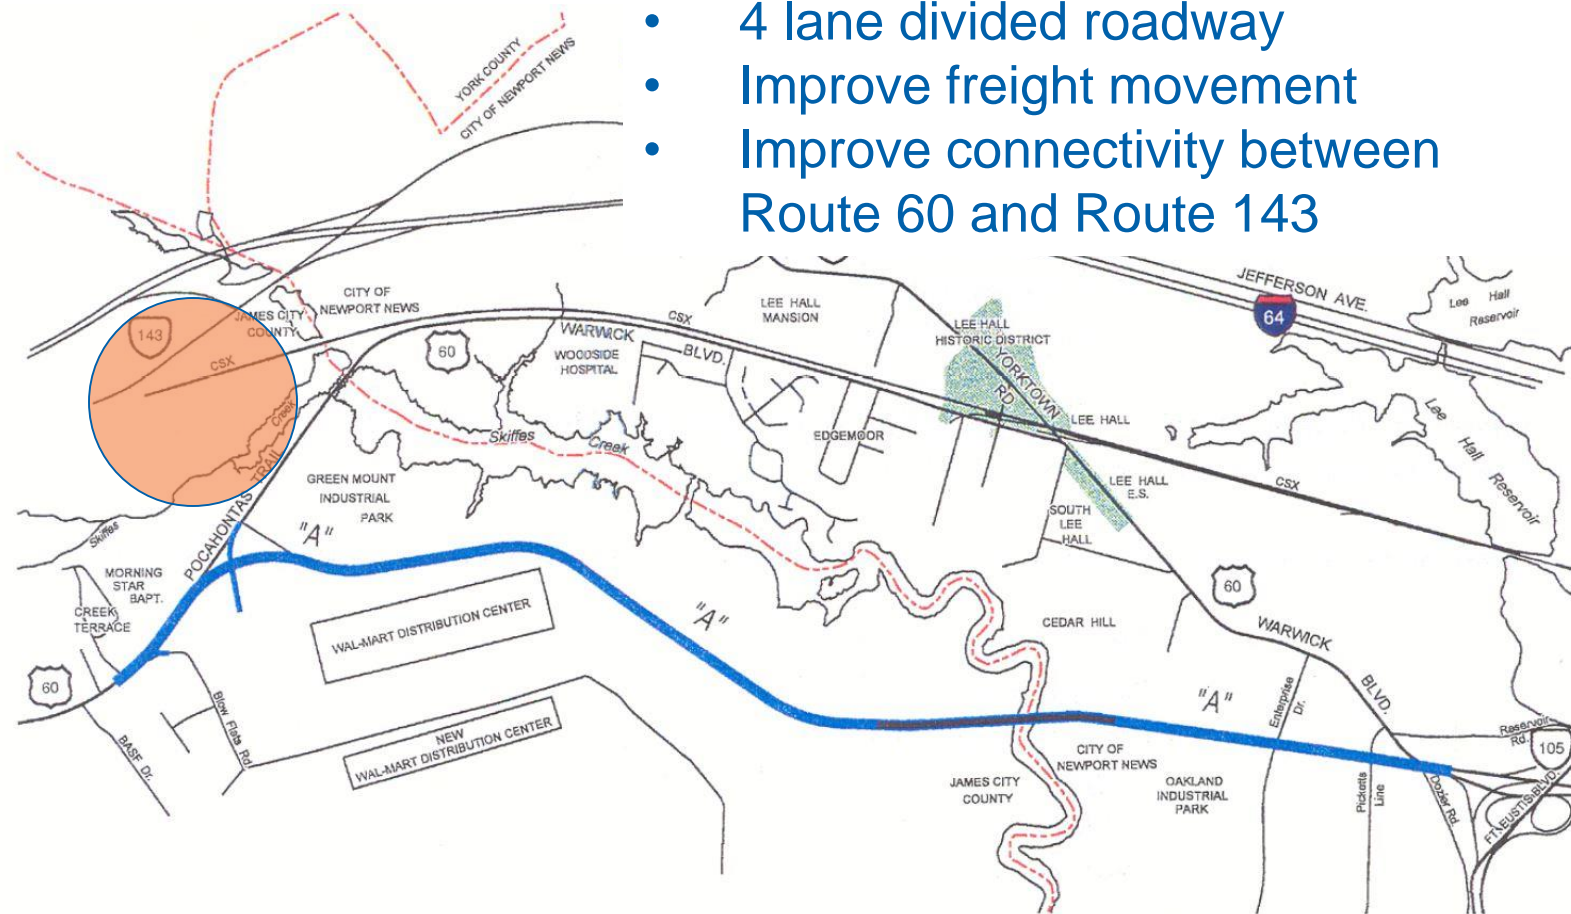 • 4 lane divided roadway
• Improve freight movement
• Improve connectivity between
Route 60 and Route 143
YORK COUNTY
CITY OF NEWPORT NEWS
JEFFERSON AVE.
64
Lee Hall
Reservoir
CITY OF
NEWPORT NEWS
JAMES CITY
COUNTY
143
CSX
60
WARWICK
BLVD.
CSX
WOODSIDE
HOSPITAL
LEE HALL
MANSION
LEE HALL
HISTORIC DISTRICT
YORKTOWN
RD
LEE HALL
EDGEMOOR
Lee Hall Reservoir
CSX
LEE HALL
E.S.
SOUTH
LEE
HALL
Skiffes Creek
Skiffes
Creek
POCAHONTAS TRAIL
GREEN MOUNT
INDUSTRIAL
PARK
"A"
MORNING
STAR
BAPT.
CREEK
TERRACE
WAL-MART DISTRIBUTION CENTER
"A"
CEDAR HILL
60
WARWICK
BLVD.
60
Blow Flats Rd.
BASF Dr.
NEW
WAL-MART DISTRIBUTION CENTER
"A"
Enterprise
Dr.
Reservoir
Rd.
105
CITY OF
NEWPORT NEWS
JAMES CITY
COUNTY
OAKLAND
INDUSTRIAL
PARK
Picketts
Line
Dozier Rd.
FT. EUSTIS BLVD.